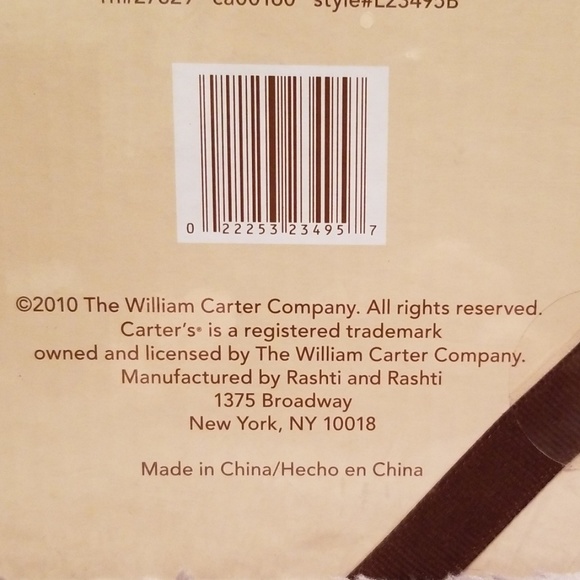 style#L23495B
0 22253 23495 7
©2010 The William Carter Company. All rights reserved.
Carter's® is a registered trademark
owned and licensed by The William Carter Company.
Manufactured by Rashti and Rashti
1375 Broadway
New York, NY 10018
Made in China/Hecho en China